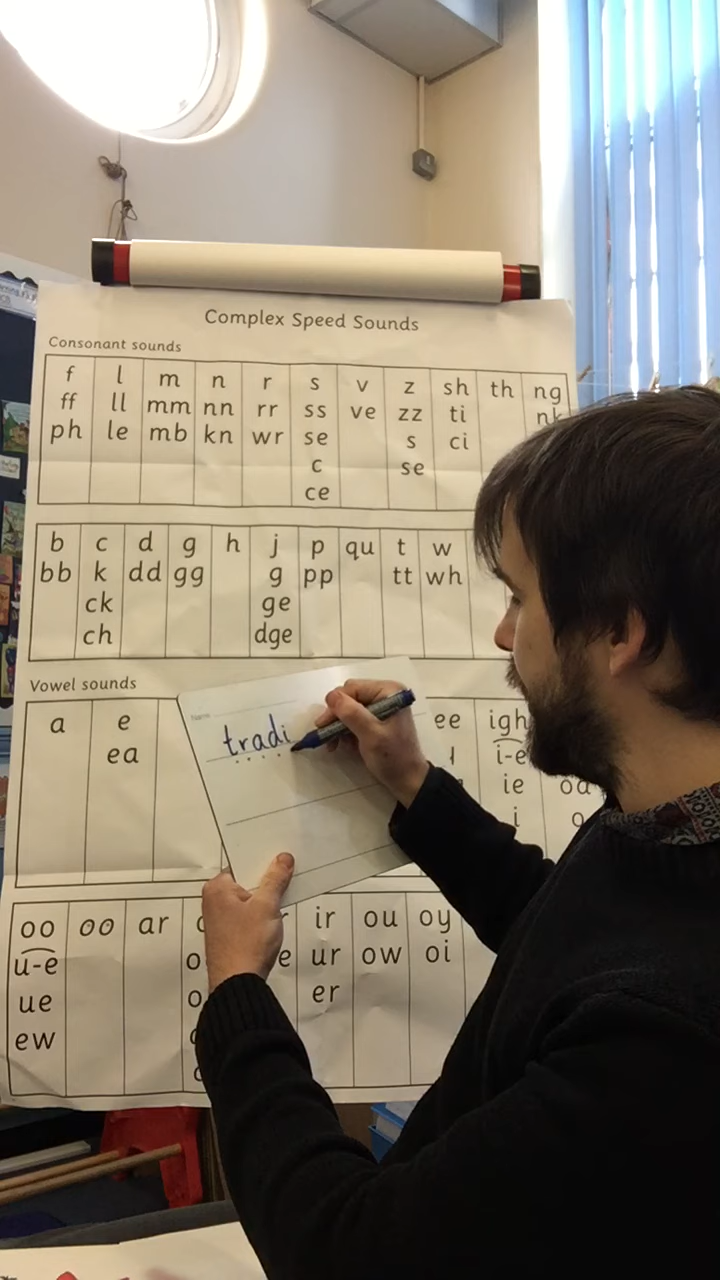 Complex Speed Sounds
Consonant sounds
f l m n r s v z sh th ng
ff ll mm nn rr ss ve zz ti nk
ph le mb kn wr se s ci
c se
ce
b c d g h j p qu t w
bb k dd gg g pp tt wh
ck ge
ch dge
Vowel sounds
a e ee igh
ea i-e
ie oa
i o
Name
tradi
oo oo ar ir ou oy
u-e e ur ow oi
ue er
ew